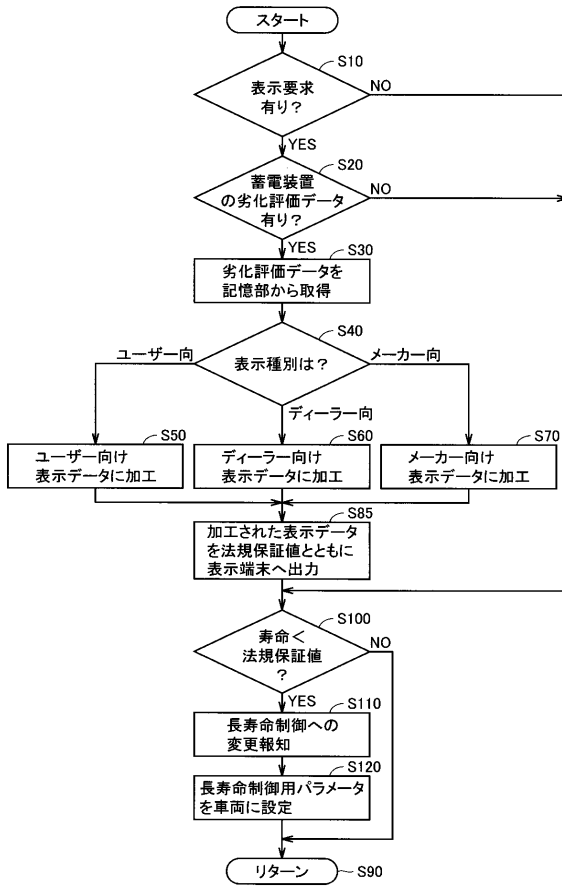 スタート
S10
表示要求
有り？
NO
YES
S20
蓄電装置
の劣化評価データ
有り？
NO
YES
S30
劣化評価データを
記憶部から取得
S40
表示種別は？
ユーザー向
メーカー向
ディーラー向
S50
ユーザー向け
表示データに加工
S60
ディーラー向け
表示データに加工
S70
メーカー向け
表示データに加工
S85
加工された表示データ
を法規保証値とともに
表示端末へ出力
S100
寿命＜
法規保証値
？
NO
YES
S110
長寿命制御への
変更報知
S120
長寿命制御用パラメータ
を車両に設定
リターン
S90